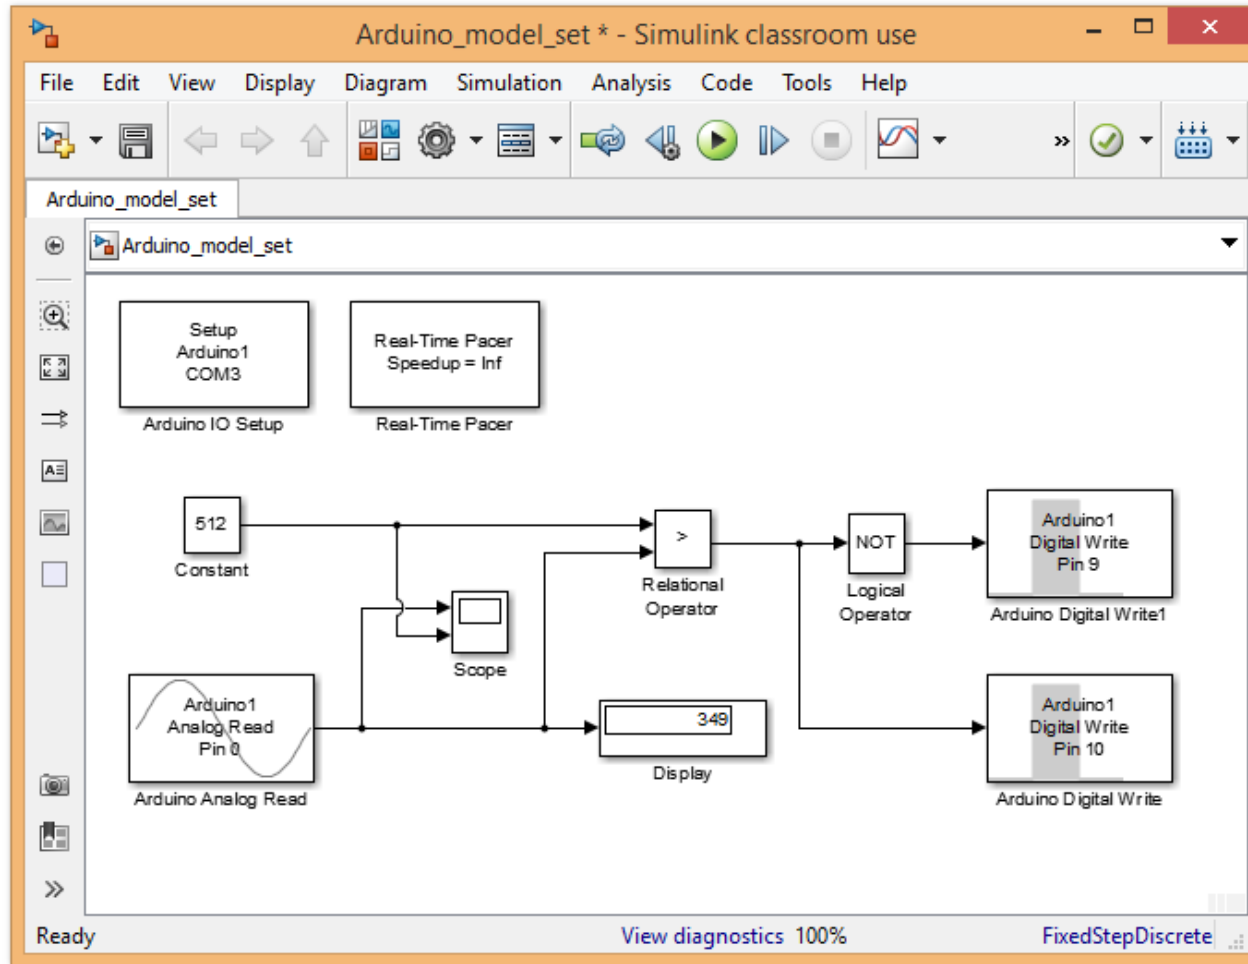 Arduino_model_set * - Simulink classroom use
File Edit View Display Diagram Simulation Analysis Code Tools Help
Arduino_model_set
Arduino_model_set
Setup
Arduino1
COM3
Arduino IO Setup
Real-Time Pacer
Speedup = Inf
Real-Time Pacer
512
Constant
>
Relational
Operator
NOT
Logical
Operator
Arduino1
Digital Write
Pin 9
Arduino Digital Write1
Scope
Arduino1
Analog Read
Pin 0
Arduino Analog Read
349
Display
Arduino1
Digital Write
Pin 10
Arduino Digital Write
Ready
View diagnostics 100%
FixedStepDiscrete